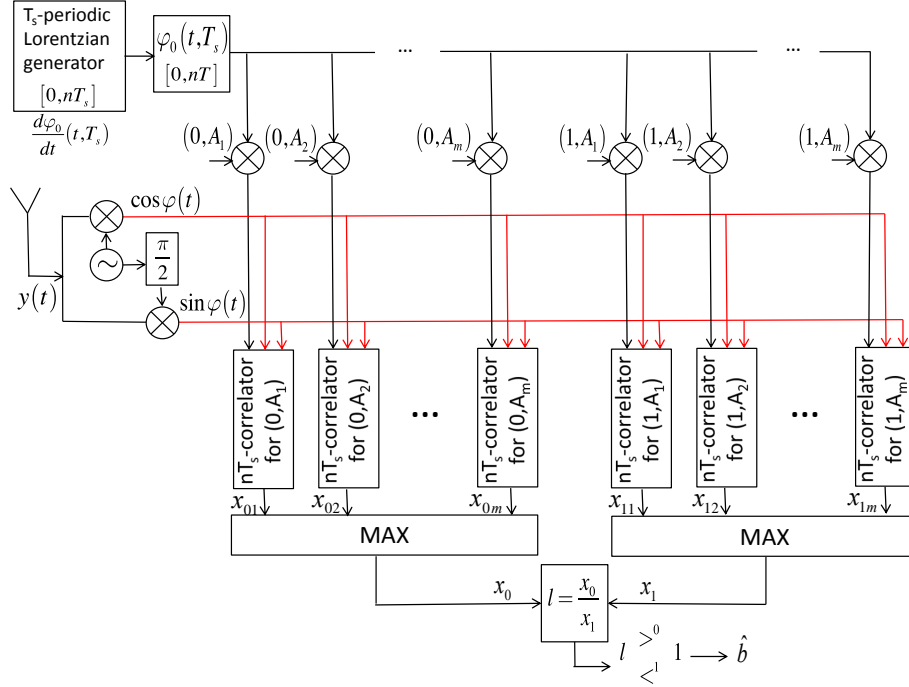 Tₛ-periodic
Lorentzian
generator
[0,nTₛ]
dφ₀/dt (t,Tₛ)
φ₀(t,Tₛ)
[0,nT]
...
...
(0,A₁)
(0,A₂)
(0,Aₘ)
(1,A₁)
(1,A₂)
(1,Aₘ)
cosφ(t)
~
π/2
y(t)
sinφ(t)
nTₛ-correlator
for (0,A₁)
nTₛ-correlator
for (0,A₂)
...
nTₛ-correlator
for (0,Aₘ)
nTₛ-correlator
for (1,A₁)
nTₛ-correlator
for (1,A₂)
...
nTₛ-correlator
for (1,Aₘ)
x₀₁
x₀₂
x₀ₘ
x₁₁
x₁₂
x₁ₘ
MAX
MAX
x₀
l = x₀/x₁
x₁
l >⁰ <¹ 1 → b̂